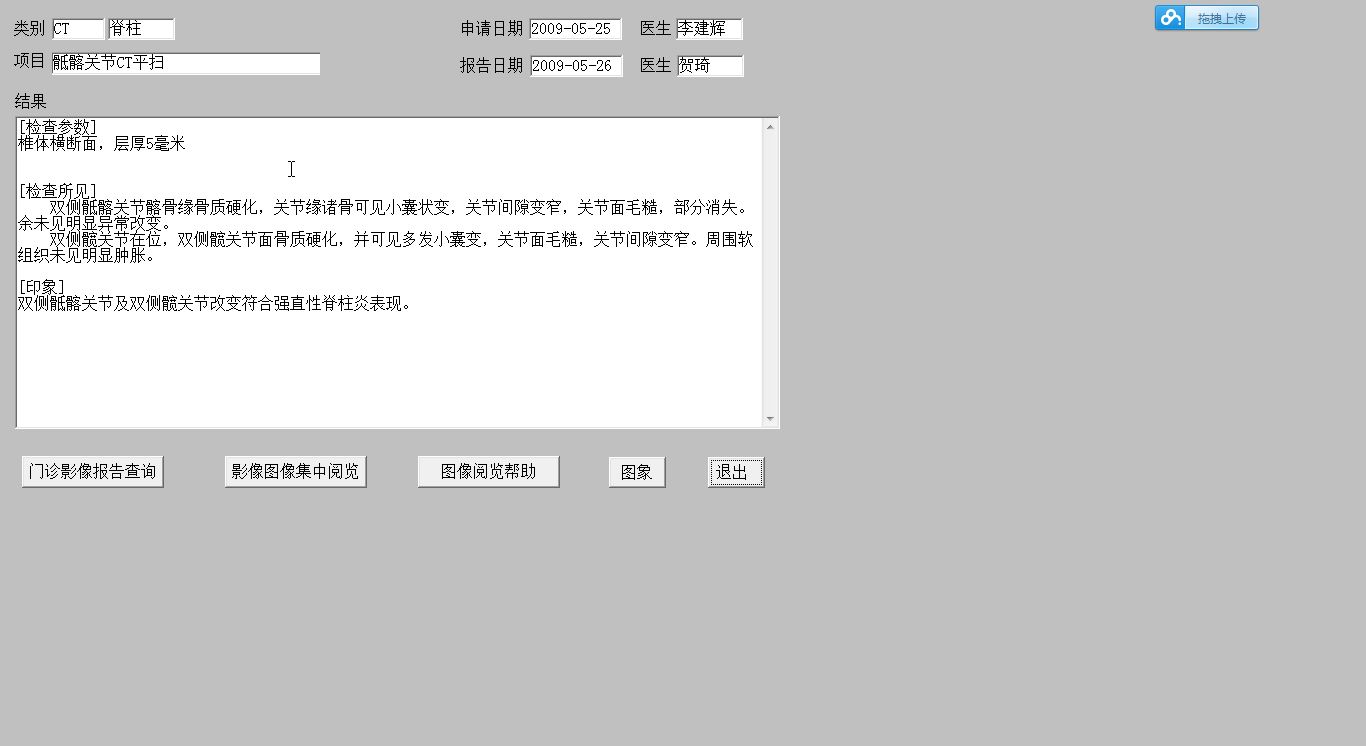 类别 CT 脊柱 申请日期 2009-05-25 医生 李建辉
拖拽上传
项目 骶髂关节CT平扫 报告日期 2009-05-26 医生 贺琦
结果
[检查参数]
椎体横断面，层厚5毫米
[检查所见]
双侧骶髂关节髂骨缘骨质硬化，关节缘诸骨可见小囊状变，关节间隙变窄，关节面毛糙，部分消失。
余未见明显异常改变。
双侧髋关节在位，双侧髋关节面骨质硬化，并可见多发小囊变，关节面毛糙，关节间隙变窄。周围软
组织未见明显肿胀。
[印象]
双侧骶髂关节及双侧髋关节改变符合强直性脊柱炎表现。
门诊影像报告查询 影像图像集中阅览 图像阅览帮助 图象 退出